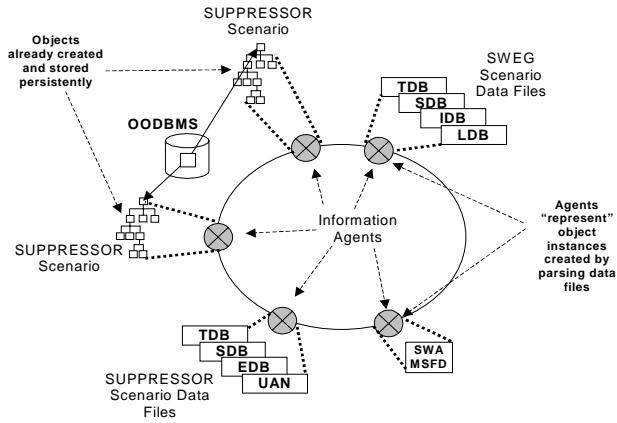 SUPPRESSOR
Scenario
Objects
already created
and stored
persistently
OODBMS
SWEG
Scenario
Data Files
TDB
SDB
IDB
LDB
Information
Agents
Agents
“represent”
object
instances
created by
parsing data
files
SUPPRESSOR
Scenario
TDB
SDB
EDB
UAN
SUPPRESSOR
Scenario Data
Files
SWA
MSFD